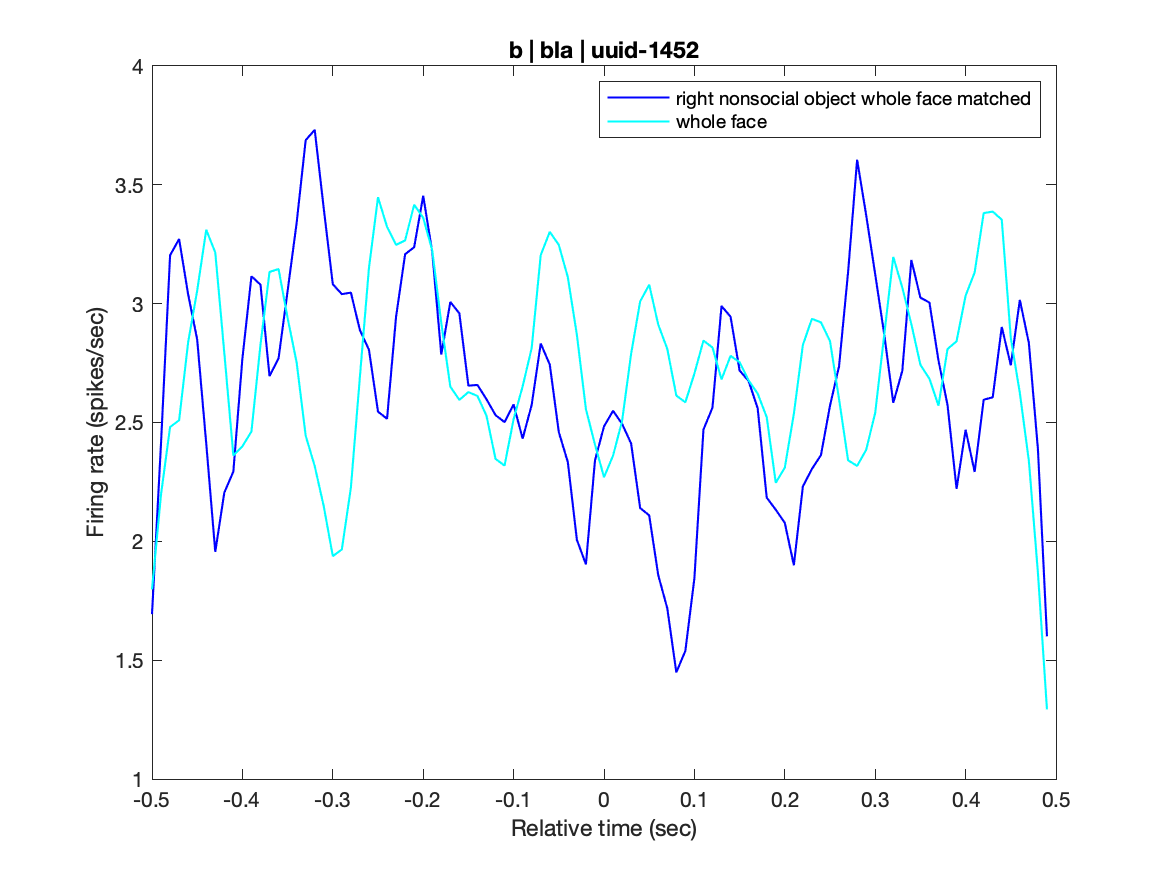 b | bla | uuid-1452
right nonsocial object whole face matched
whole face
Firing rate (spikes/sec)
4
3.5
3
2.5
2
1.5
1
-0.5 -0.4 -0.3 -0.2 -0.1 0 0.1 0.2 0.3 0.4 0.5
Relative time (sec)